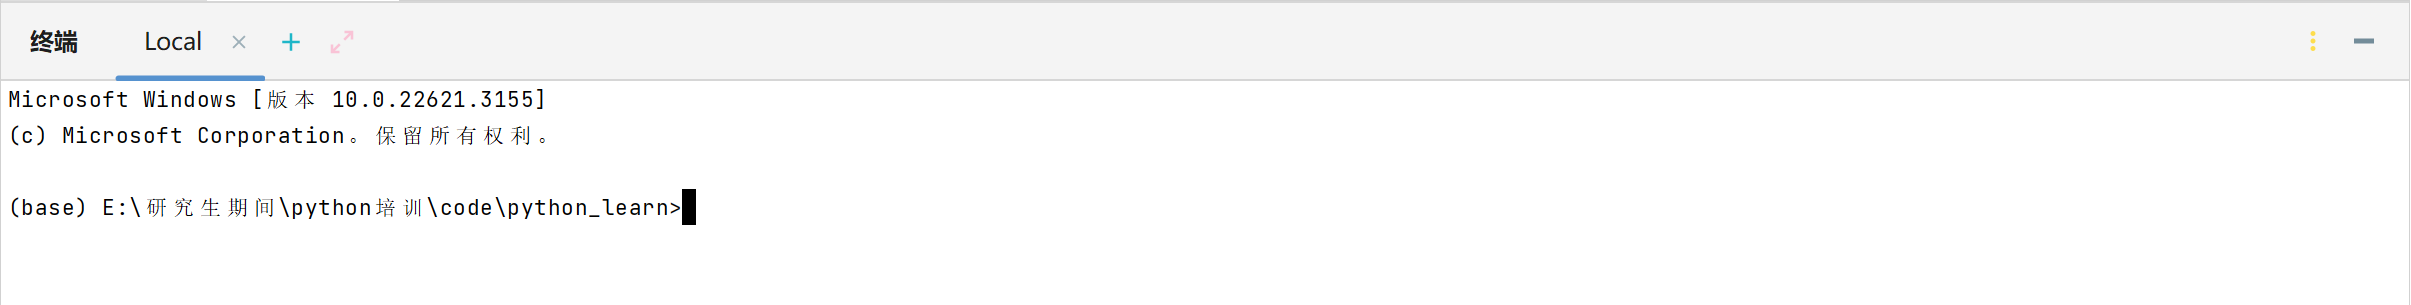 终端 Local
Microsoft Windows [版本 10.0.22621.3155]
(c) Microsoft Corporation。保留所有权利。
(base) E:\研究生期间\python培训\code\python_learn>